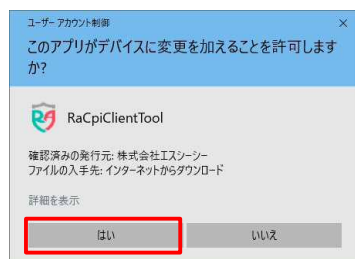 ユーザー アカウント制御
×
このアプリがデバイスに変更を加えることを許可します
か?
RaCpiClientTool
確認済みの発行元: 株式会社エスシーシー
ファイルの入手先: インターネットからダウンロード
詳細を表示
はい
いいえ